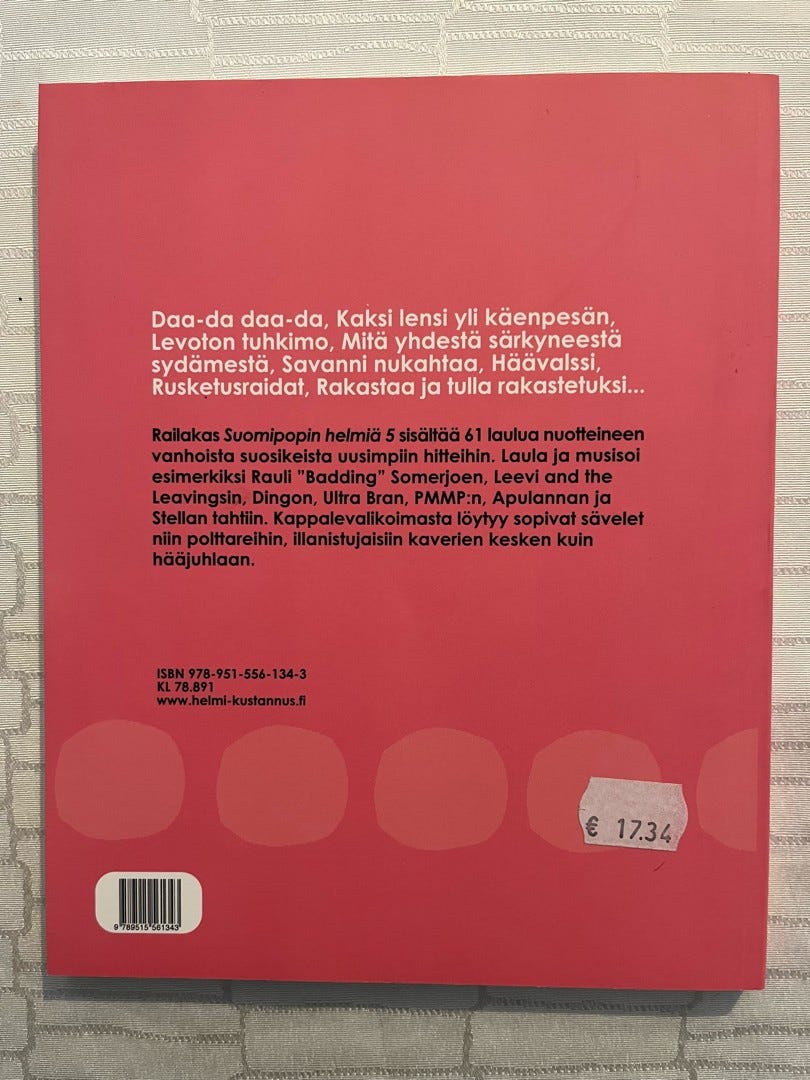 Daa-da daa-da, Kaksi lensi yli käenpesän,
Levoton tuhkimo, Mitä yhdestä särkyneestä
sydämestä, Savanni nukahtaa, Häävalssi,
Rusketusraidat, Rakastaa ja tulla rakastetuksi...
Railakas Suomipopin helmiä 5 sisältää 61 laulua nuotteineen
vanhoista suosikeista uusimpiin hitteihin. Laula ja musisoi
esimerkiksi Rauli ”Badding” Somerjoen, Leevi and the
Leavingsin, Dingon, Ultra Bran, PMMP:n, Apulannan ja
Stellan tahtiin. Kappalevalikoimasta löytyy sopivat sävelet
niin polttareihin, illanistujaisiin kaverien kesken kuin
hääjuhlaan.
ISBN 978-951-556-134-3
KL 78.891
www.helmi-kustannus.fi
€ 17.34
9 789515 561343